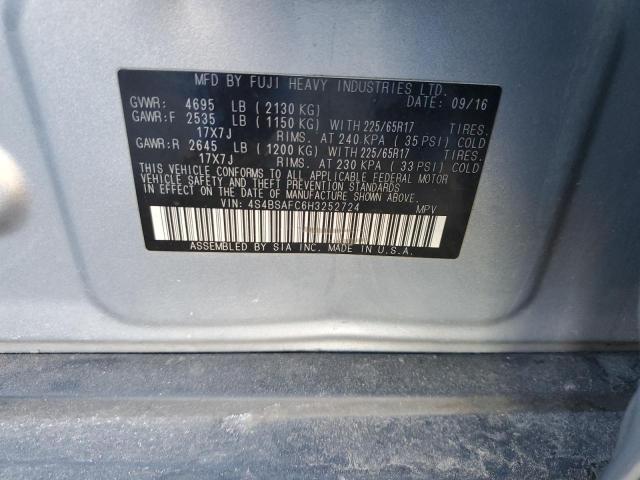 MFD BY FUJI HEAVY INDUSTRIES LTD.
GVWR: 4695 LB (2130 KG) DATE: 09/16
GAWR:F 2535 LB (1150 KG) WITH 225/65R17 TIRES.
17X7J RIMS. AT 240 KPA (35 PSI) COLD
GAWR:R 2645 LB (1200 KG) WITH 225/65R17 TIRES.
17X7J RIMS. AT 230 KPA (33 PSI) COLD
THIS VEHICLE CONFORMS TO ALL APPLICABLE FEDERAL MOTOR
VEHICLE SAFETY AND THEFT PREVENTION STANDARDS
IN EFFECT ON THE DATE OF MANUFACTURE SHOWN ABOVE.
VIN: 4S4BSAFC6H3252724 MPV
ASSEMBLED BY SIA INC. IN U.S.A.